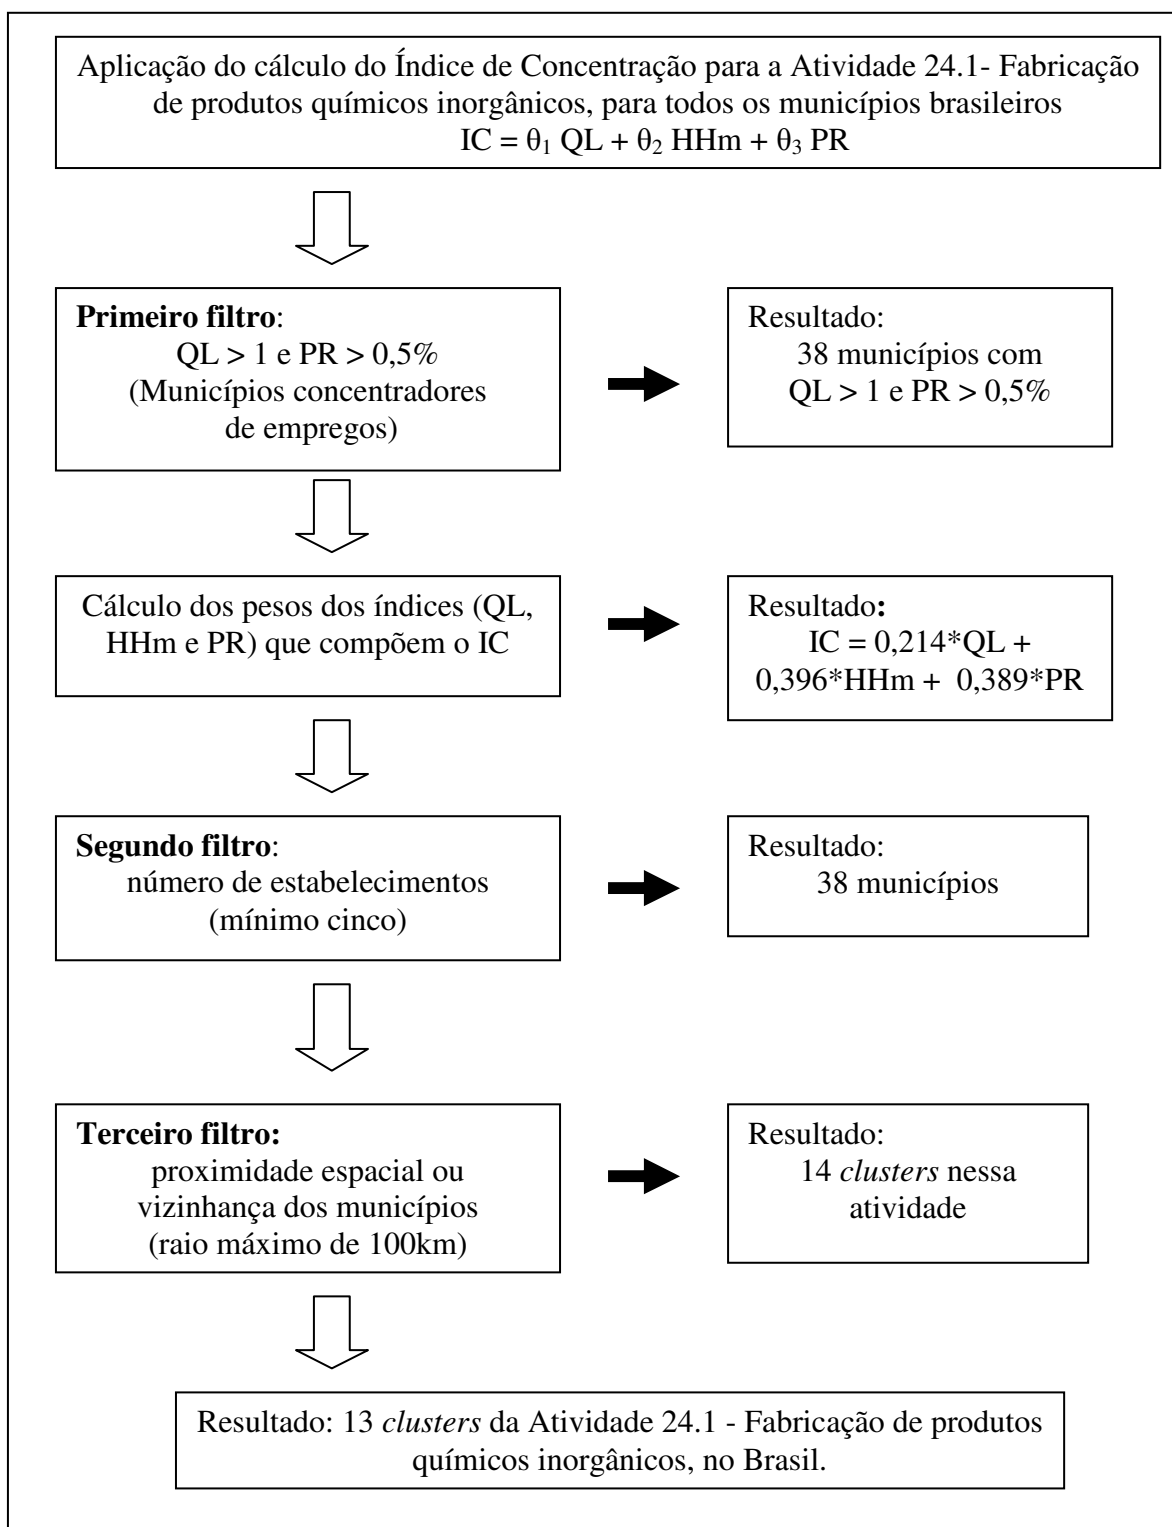 Aplicação do cálculo do Índice de Concentração para a Atividade 24.1- Fabricação
de produtos químicos inorgânicos, para todos os municípios brasileiros
IC = θ₁ QL + θ₂ HHm + θ₃ PR
Primeiro filtro:
QL > 1 e PR > 0,5%
(Municípios concentradores
de empregos)
Resultado:
38 municípios com
QL > 1 e PR > 0,5%
Cálculo dos pesos dos índices (QL,
HHm e PR) que compõem o IC
Resultado:
IC = 0,214*QL +
0,396*HHm + 0,389*PR
Segundo filtro:
número de estabelecimentos
(mínimo cinco)
Resultado:
38 municípios
Terceiro filtro:
proximidade espacial ou
vizinhança dos municípios
(raio máximo de 100km)
Resultado:
14 clusters nessa
atividade
Resultado: 13 clusters da Atividade 24.1 - Fabricação de produtos
químicos inorgânicos, no Brasil.